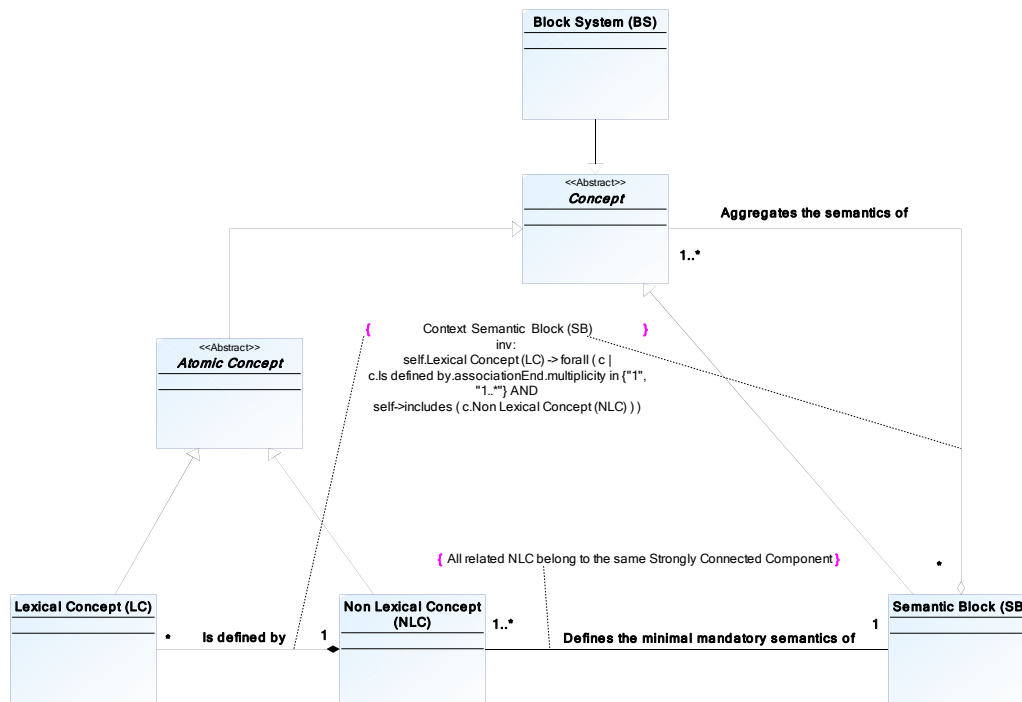 Block System (BS)
<<Abstract>>
Concept
Aggregates the semantics of
1..*
{ Context Semantic Block (SB) }
inv:
self.Lexical Concept (LC) -> forall ( c |
c.Is defined by.associationEnd.multiplicity in {"1",
"1..*"} AND
self->includes ( c.Non Lexical Concept (NLC) ) )
<<Abstract>>
Atomic Concept
{ All related NLC belong to the same Strongly Connected Component }
*
Lexical Concept (LC)
Non Lexical Concept
(NLC)
Semantic Block (SB
*
Is defined by
1
1..*
Defines the minimal mandatory semantics of
1